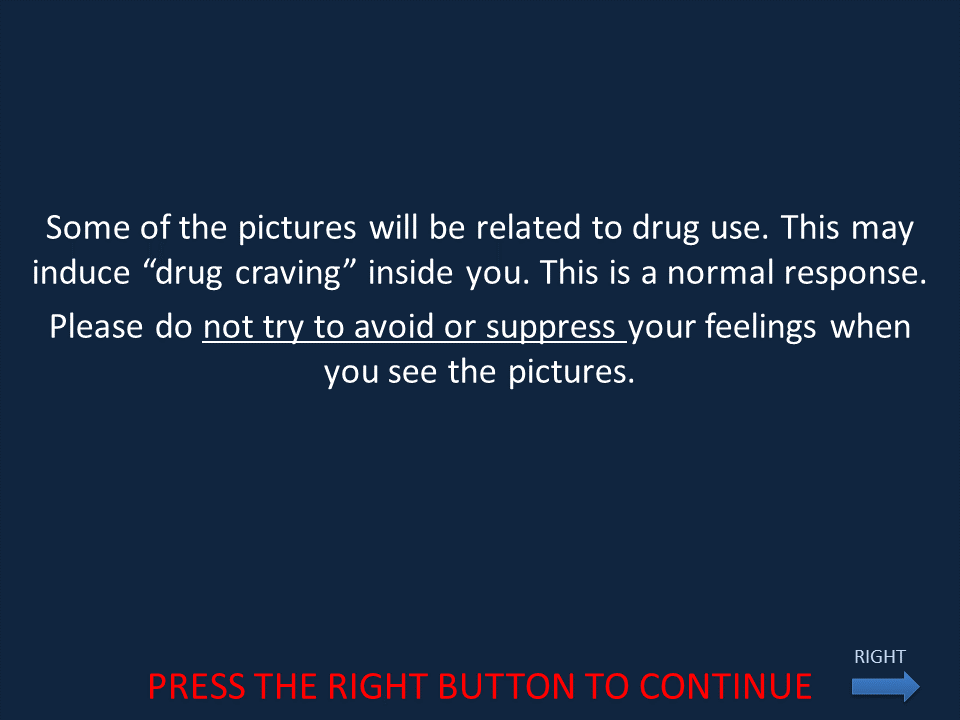 Some of the pictures will be related to drug use. This may
induce “drug craving” inside you. This is a normal response.
Please do not try to avoid or suppress your feelings when
you see the pictures.
RIGHT
PRESS THE RIGHT BUTTON TO CONTINUE